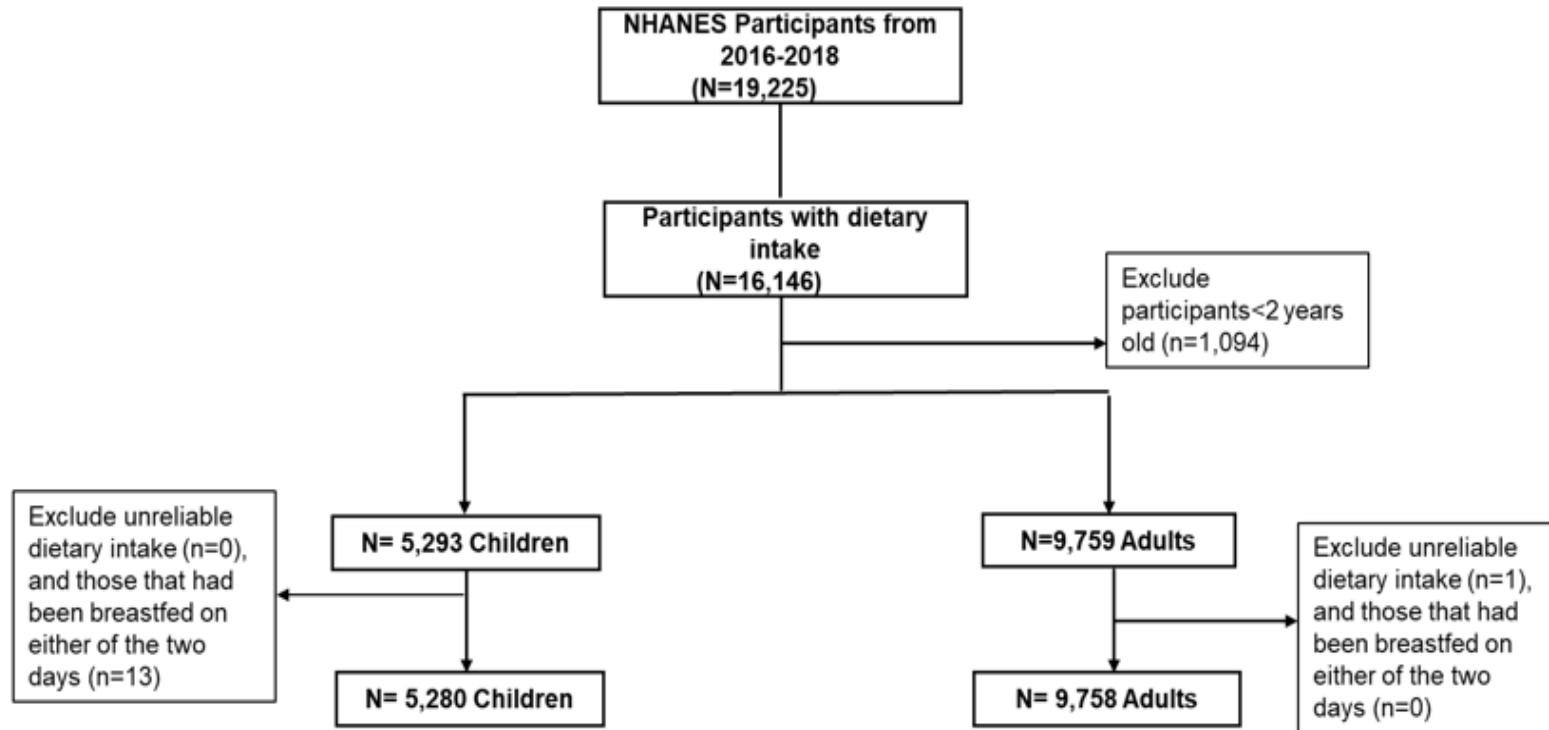 NHANES Participants from
2016-2018
(N=19,225)
Participants with dietary
intake
(N=16,146)
Exclude
participants<2 years
old (n=1,094)
Exclude unreliable
dietary intake (n=0),
and those that had
been breastfed on
either of the two
days (n=13)
N= 5,293 Children
N=9,759 Adults
Exclude unreliable
dietary intake (n=1),
and those that had
been breastfed on
either of the two
days (n=0)
N= 5,280 Children
N= 9,758 Adults